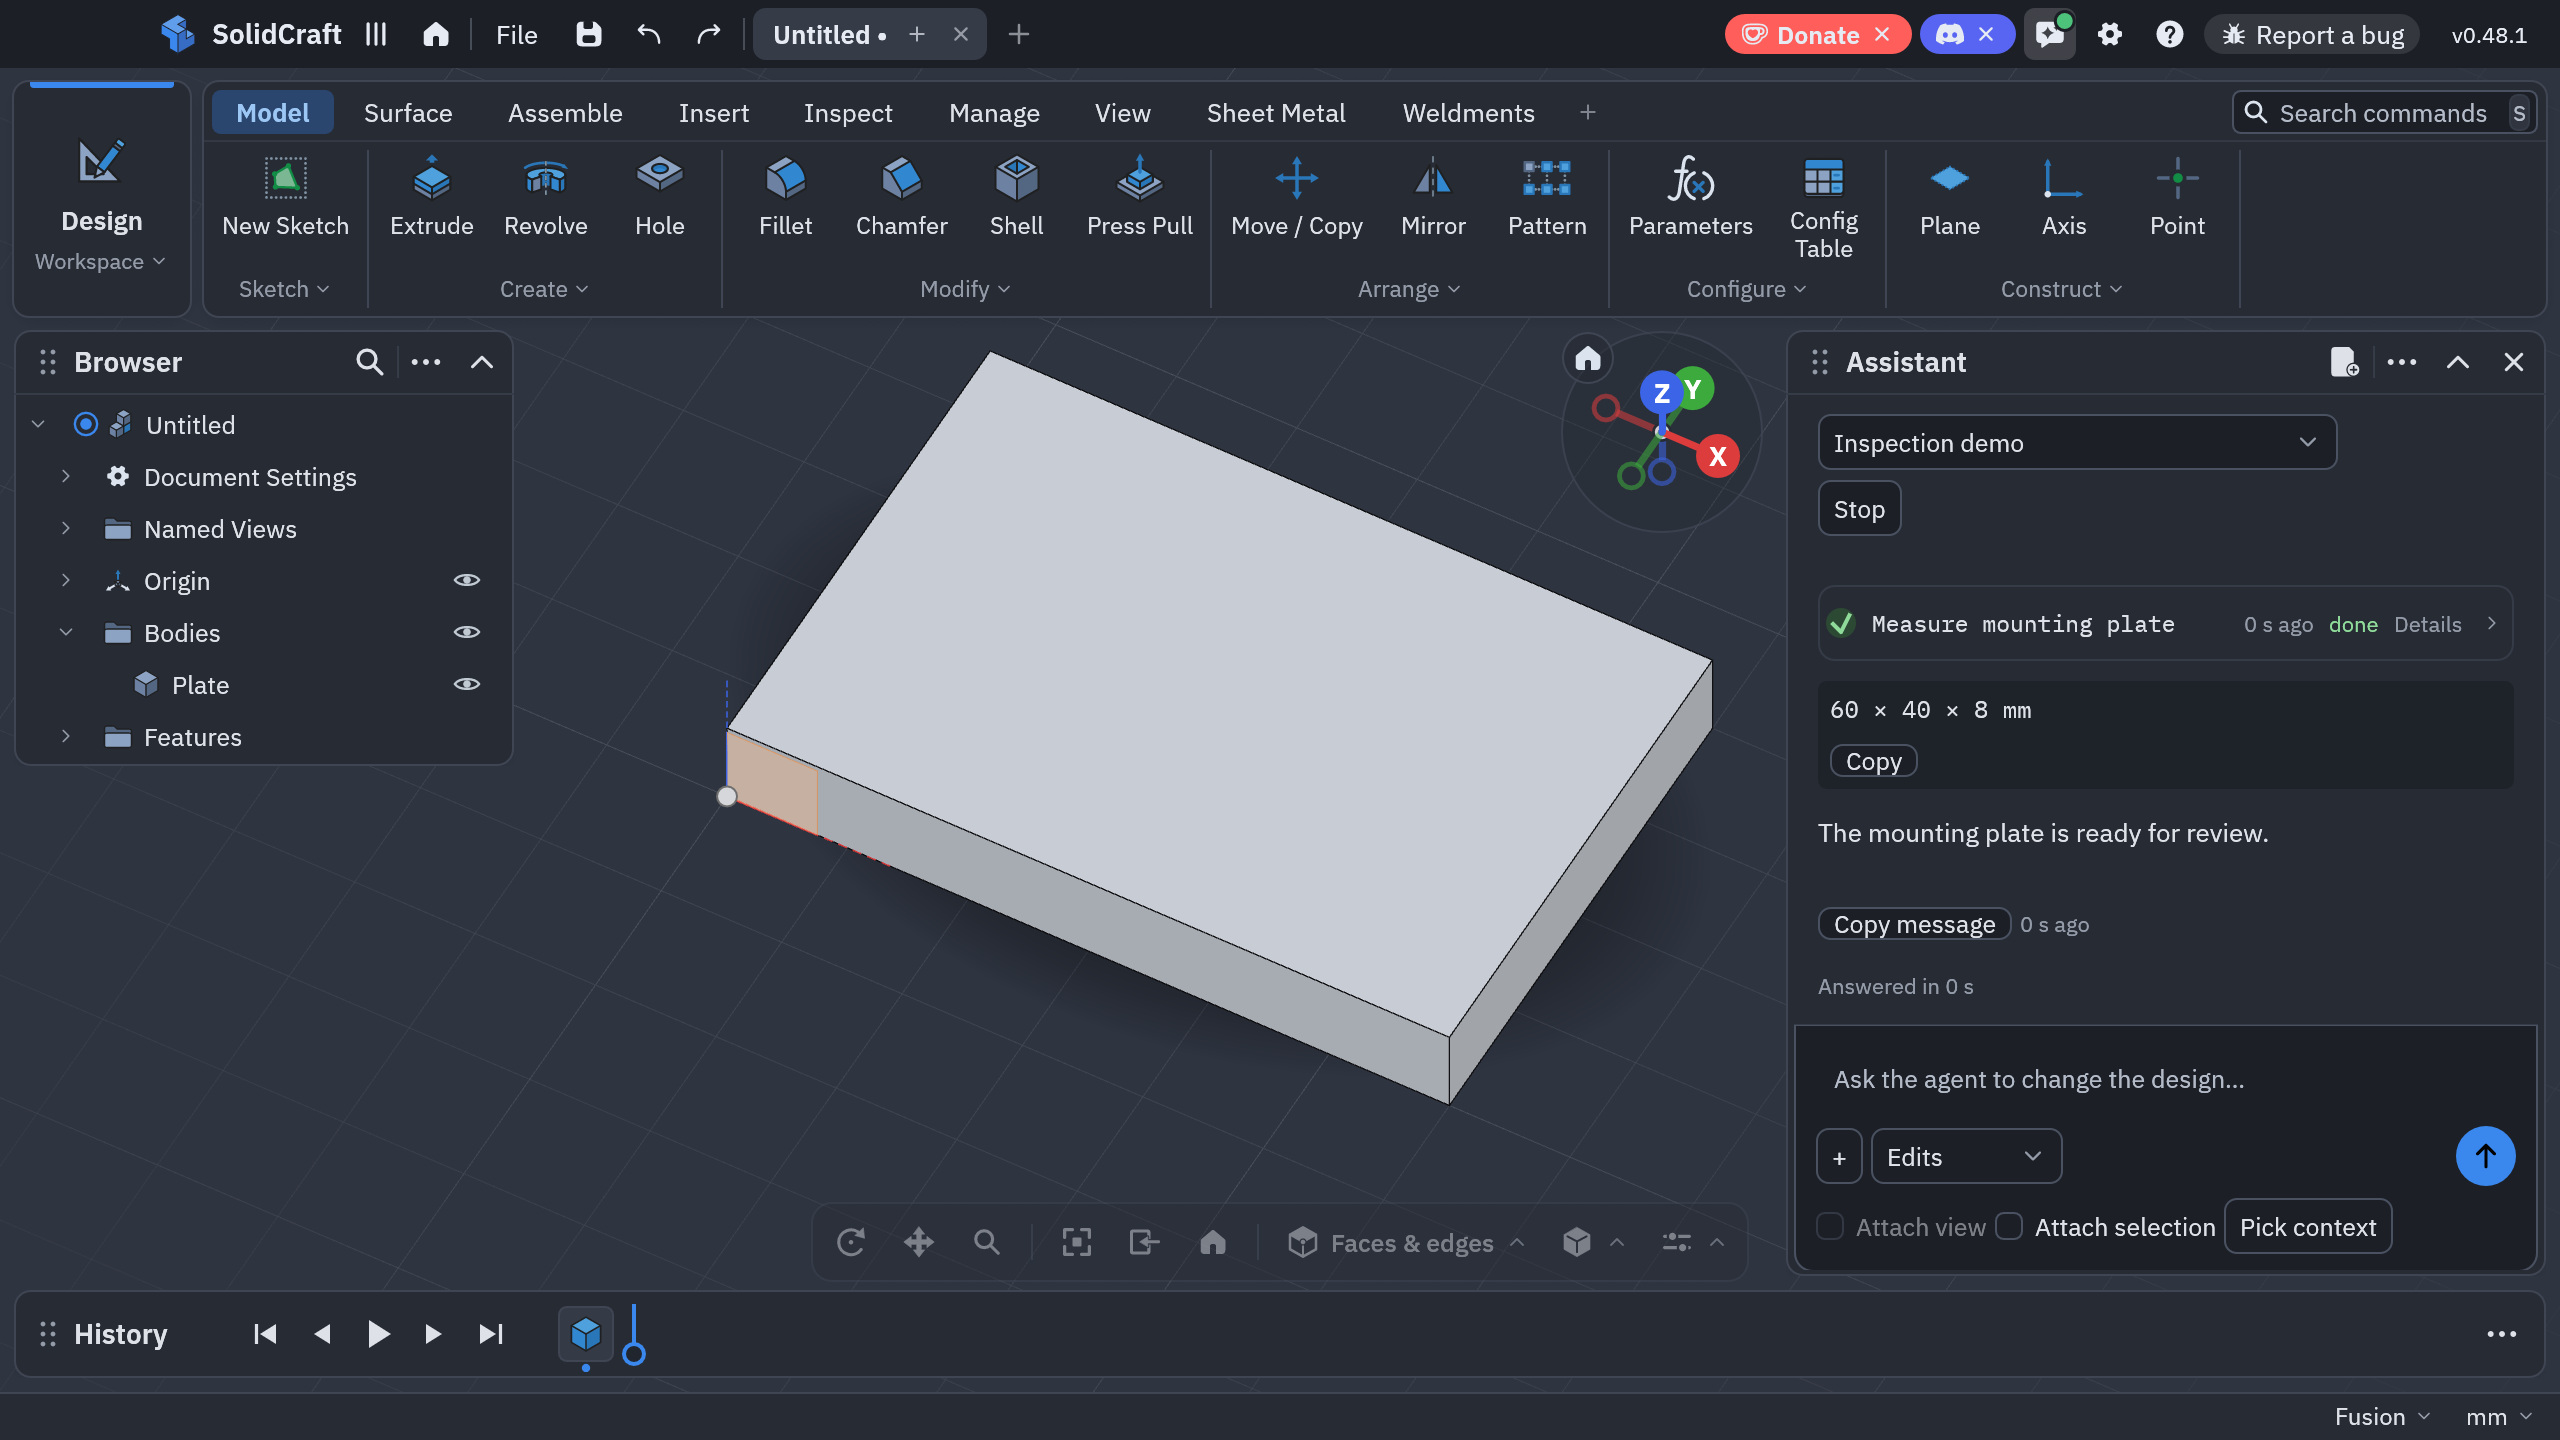 SolidCraft File Untitled • Donate Report a bug v0.48.1
Model Surface Assemble Insert Inspect Manage View Sheet Metal Weldments Search commands S
Design
Workspace
New Sketch Extrude Revolve Hole Fillet Chamfer Shell Press Pull Move / Copy Mirror Pattern Parameters Config Table Plane Axis Point
Sketch Create Modify Arrange Configure Construct
Browser
Untitled
Document Settings
Named Views
Origin
Bodies
Plate
Features
Z Y
X
Assistant
Inspection demo
Stop
Measure mounting plate 0 s ago done Details
60 × 40 × 8 mm
Copy
The mounting plate is ready for review.
Copy message 0 s ago
Answered in 0 s
Ask the agent to change the design...
+ Edits
Attach view Attach selection Pick context
Faces & edges
History
Fusion mm